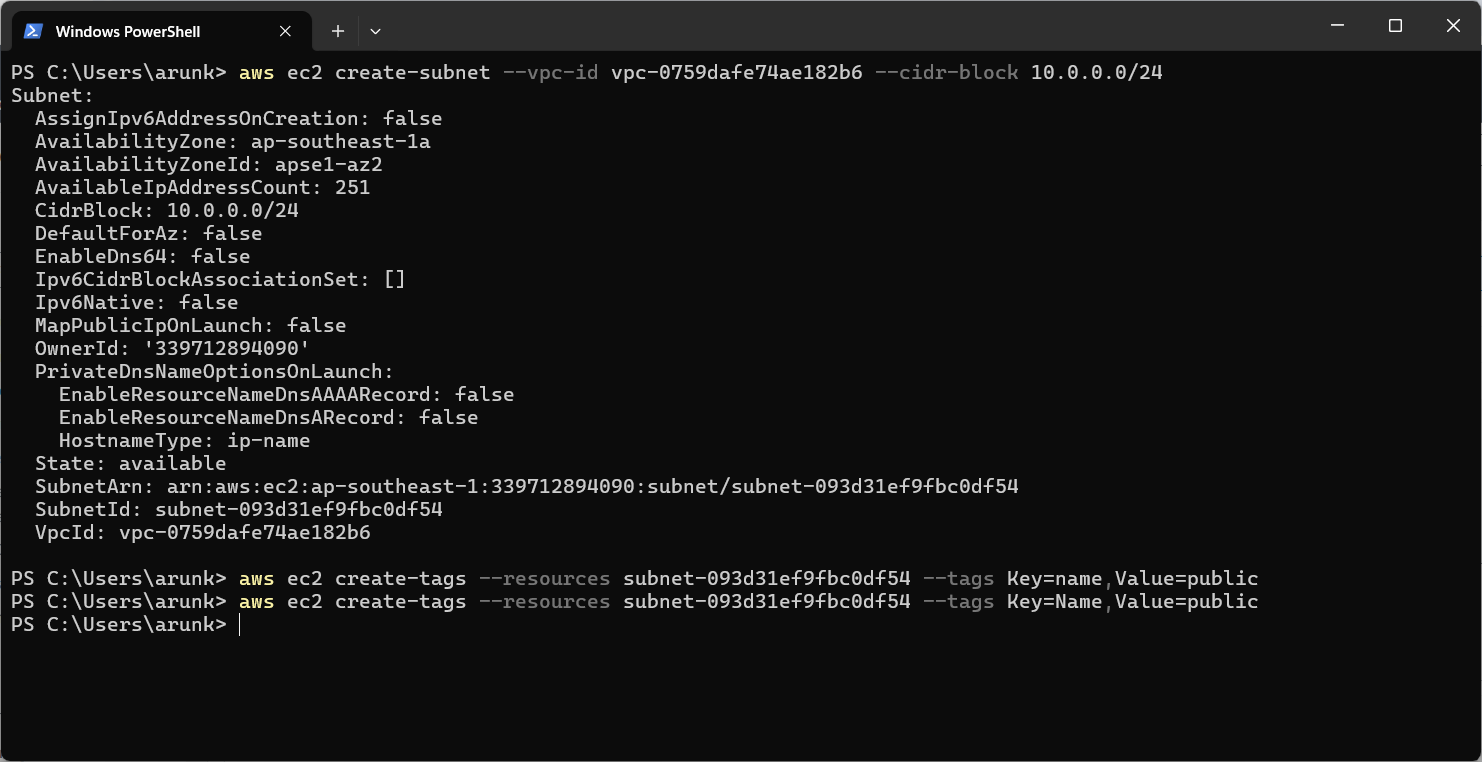 Windows PowerShell
PS C:\Users\arunk> aws ec2 create-subnet --vpc-id vpc-0759dafe74ae182b6 --cidr-block 10.0.0.0/24
Subnet:
  AssignIpv6AddressOnCreation: false
  AvailabilityZone: ap-southeast-1a
  AvailabilityZoneId: apse1-az2
  AvailableIpAddressCount: 251
  CidrBlock: 10.0.0.0/24
  DefaultForAz: false
  EnableDns64: false
  Ipv6CidrBlockAssociationSet: []
  Ipv6Native: false
  MapPublicIpOnLaunch: false
  OwnerId: '339712894090'
  PrivateDnsNameOptionsOnLaunch:
    EnableResourceNameDnsAAAARecord: false
    EnableResourceNameDnsARecord: false
    HostnameType: ip-name
  State: available
  SubnetArn: arn:aws:ec2:ap-southeast-1:339712894090:subnet/subnet-093d31ef9fbc0df54
  SubnetId: subnet-093d31ef9fbc0df54
  VpcId: vpc-0759dafe74ae182b6
PS C:\Users\arunk> aws ec2 create-tags --resources subnet-093d31ef9fbc0df54 --tags Key=name,Value=public
PS C:\Users\arunk> aws ec2 create-tags --resources subnet-093d31ef9fbc0df54 --tags Key=Name,Value=public
PS C:\Users\arunk>